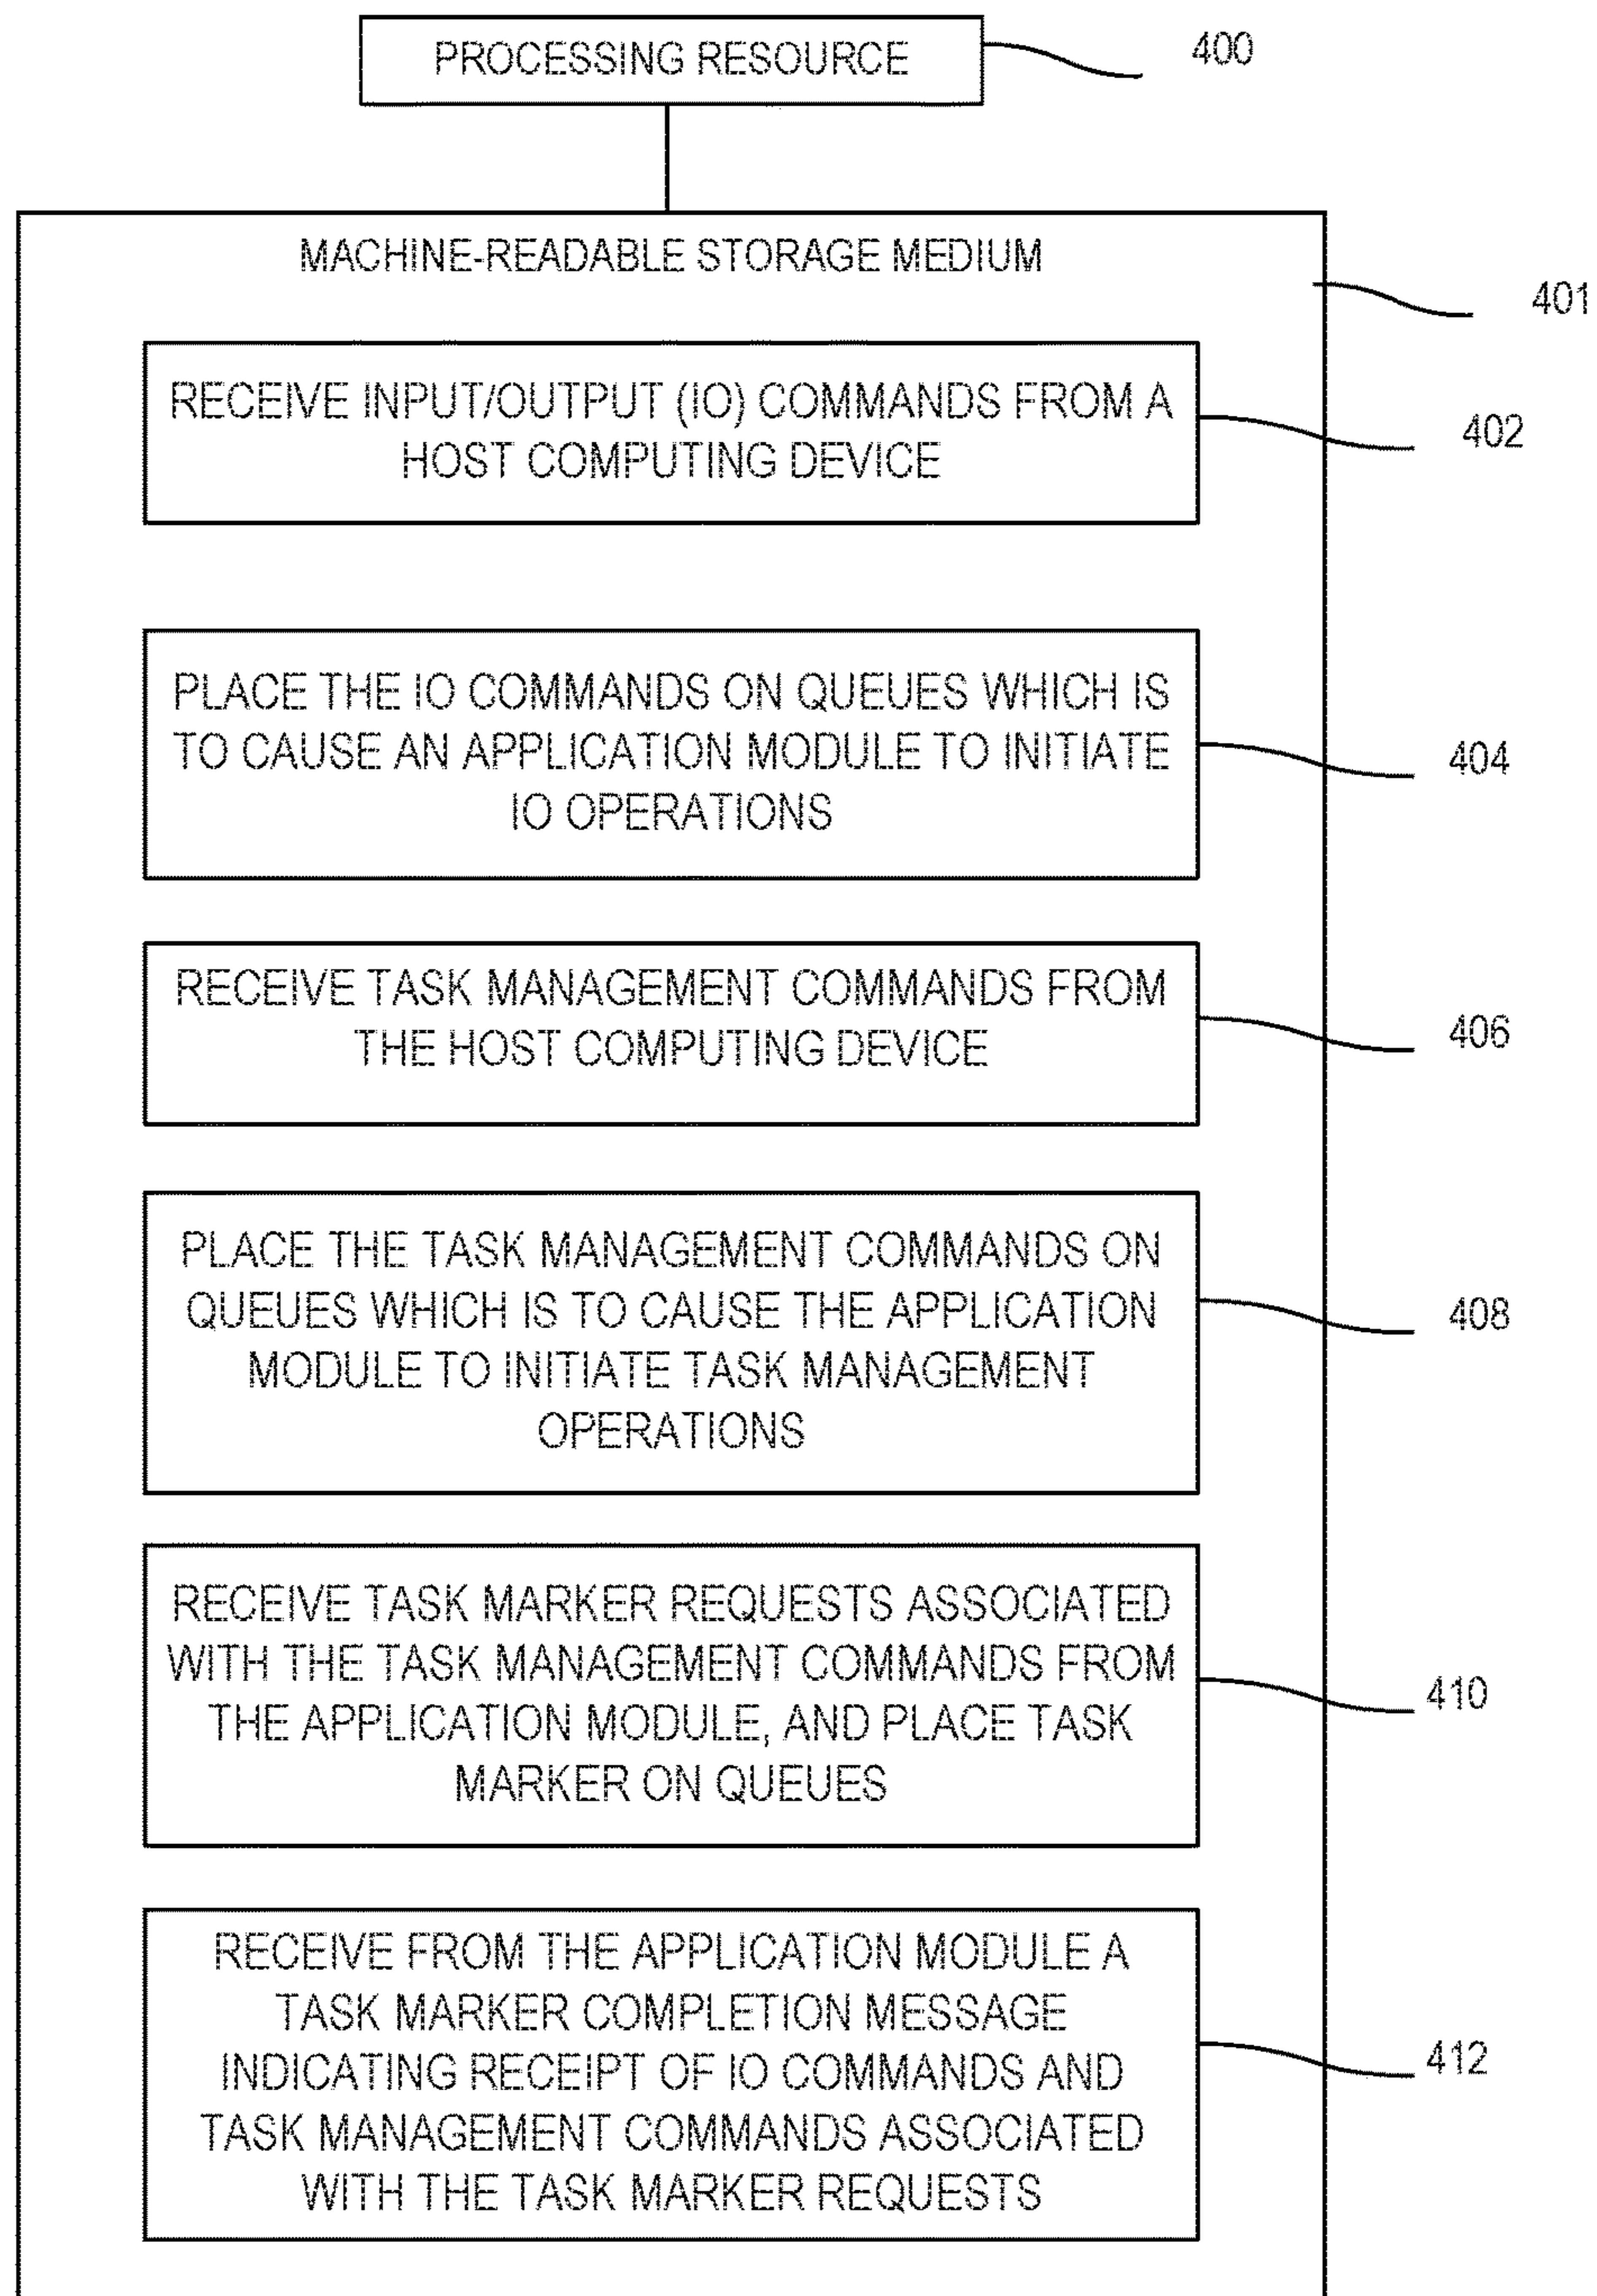 PROCESSING RESOURCE
400
MACHINE-READABLE STORAGE MEDIUM
401
RECEIVE INPUT/OUTPUT (IO) COMMANDS FROM A
HOST COMPUTING DEVICE
402
PLACE THE IO COMMANDS ON QUEUES WHICH IS
TO CAUSE AN APPLICATION MODULE TO INITIATE
IO OPERATIONS
404
RECEIVE TASK MANAGEMENT COMMANDS FROM
THE HOST COMPUTING DEVICE
406
PLACE THE TASK MANAGEMENT COMMANDS ON
QUEUES WHICH IS TO CAUSE THE APPLICATION
MODULE TO INITIATE TASK MANAGEMENT
OPERATIONS
408
RECEIVE TASK MARKER REQUESTS ASSOCIATED
WITH THE TASK MANAGEMENT COMMANDS FROM
THE APPLICATION MODULE, AND PLACE TASK
MARKER ON QUEUES
410
RECEIVE FROM THE APPLICATION MODULE A
TASK MARKER COMPLETION MESSAGE
INDICATING RECEIPT OF IO COMMANDS AND
TASK MANAGEMENT COMMANDS ASSOCIATED
WITH THE TASK MARKER REQUESTS
412